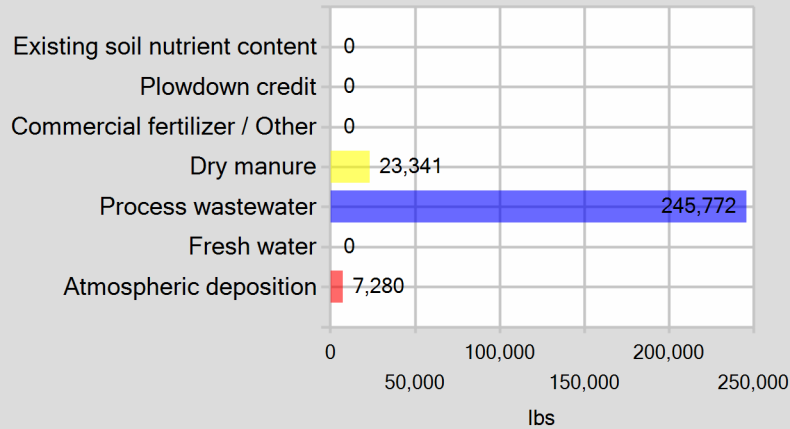 Existing soil nutrient content 0
Plowdown credit 0
Commercial fertilizer / Other 0
Dry manure 23,341
Process wastewater 245,772
Fresh water 0
Atmospheric deposition 7,280
0 100,000 200,000
50,000 150,000 250,000
lbs